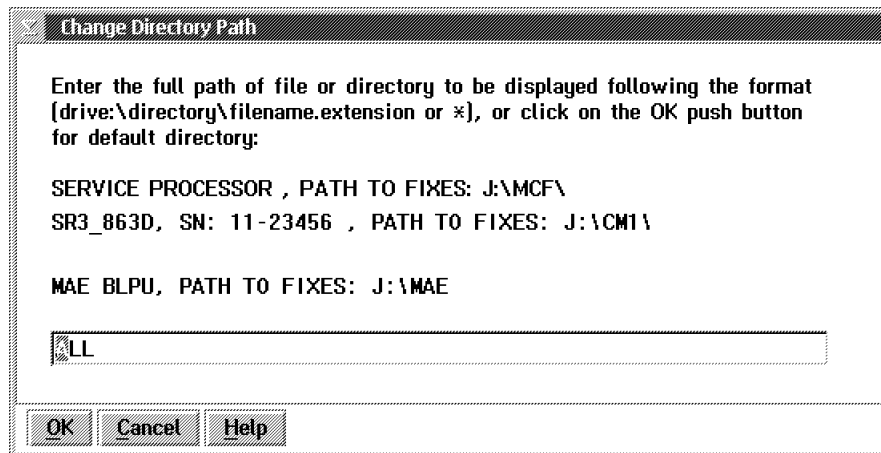 Change Directory Path
Enter the full path of file or directory to be displayed following the format
(drive:\directory\filename.extension or *), or click on the OK push button
for default directory:
SERVICE PROCESSOR , PATH TO FIXES: J:\MCF\
SR3_863D, SN: 11-23456 , PATH TO FIXES: J:\CM1\
MAE BLPU, PATH TO FIXES: J:\MAE
ALL
OK Cancel Help